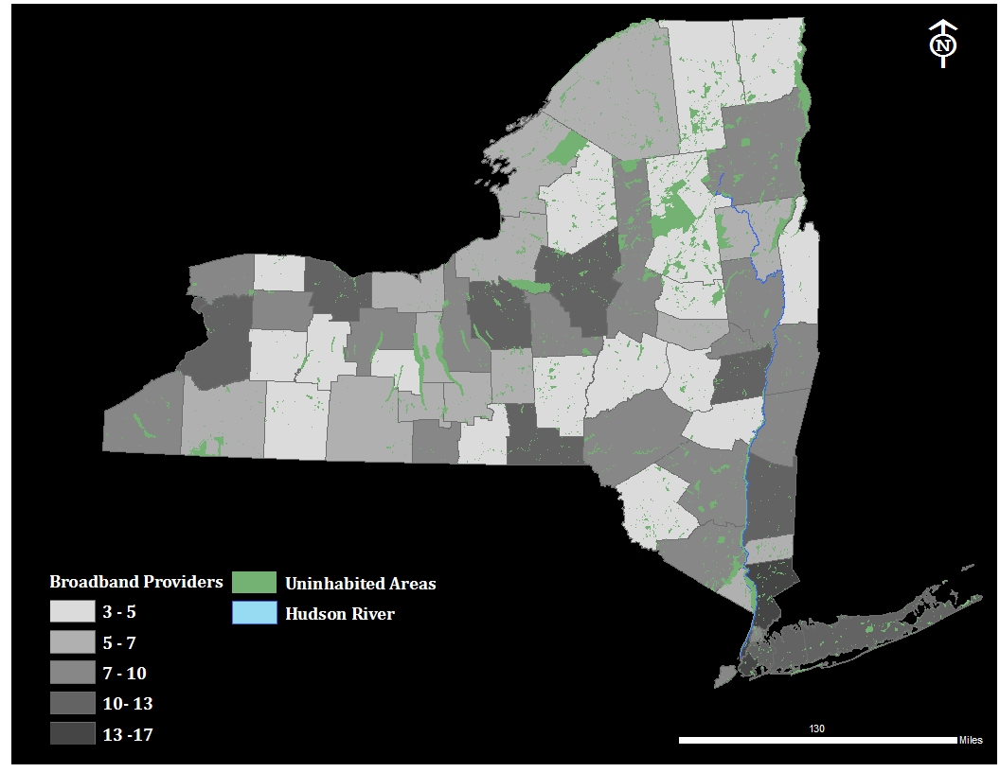 N
Broadband Providers
3 - 5
5 - 7
7 - 10
10- 13
13 -17
Uninhabited Areas
Hudson River
130
Miles